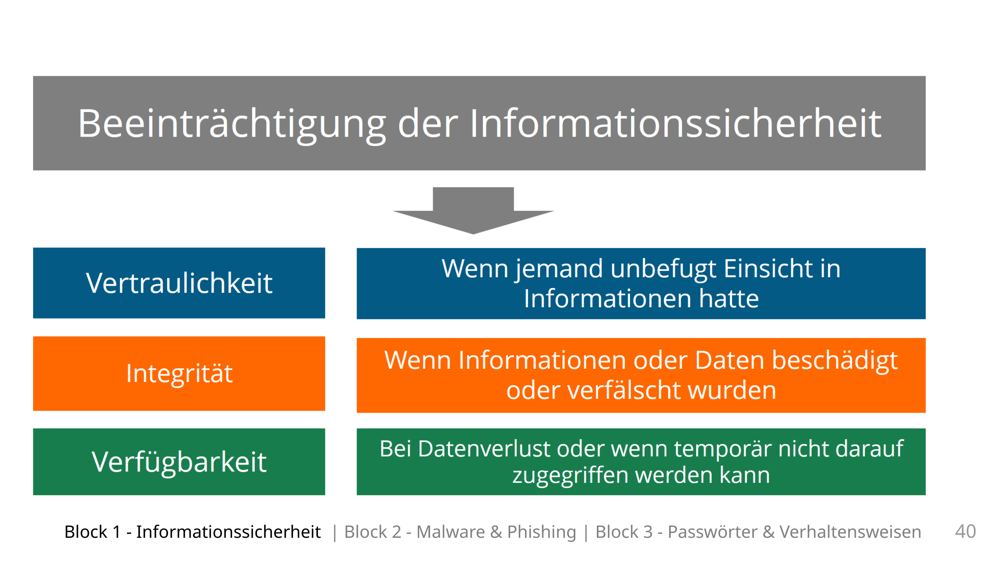 Beeinträchtigung der Informationssicherheit
Vertraulichkeit
Wenn jemand unbefugt Einsicht in
Informationen hatte
Integrität
Wenn Informationen oder Daten beschädigt
oder verfälscht wurden
Verfügbarkeit
Bei Datenverlust oder wenn temporär nicht darauf
zugegriffen werden kann
Block 1 - Informationssicherheit | Block 2 - Malware & Phishing | Block 3 - Passwörter & Verhaltensweisen 40